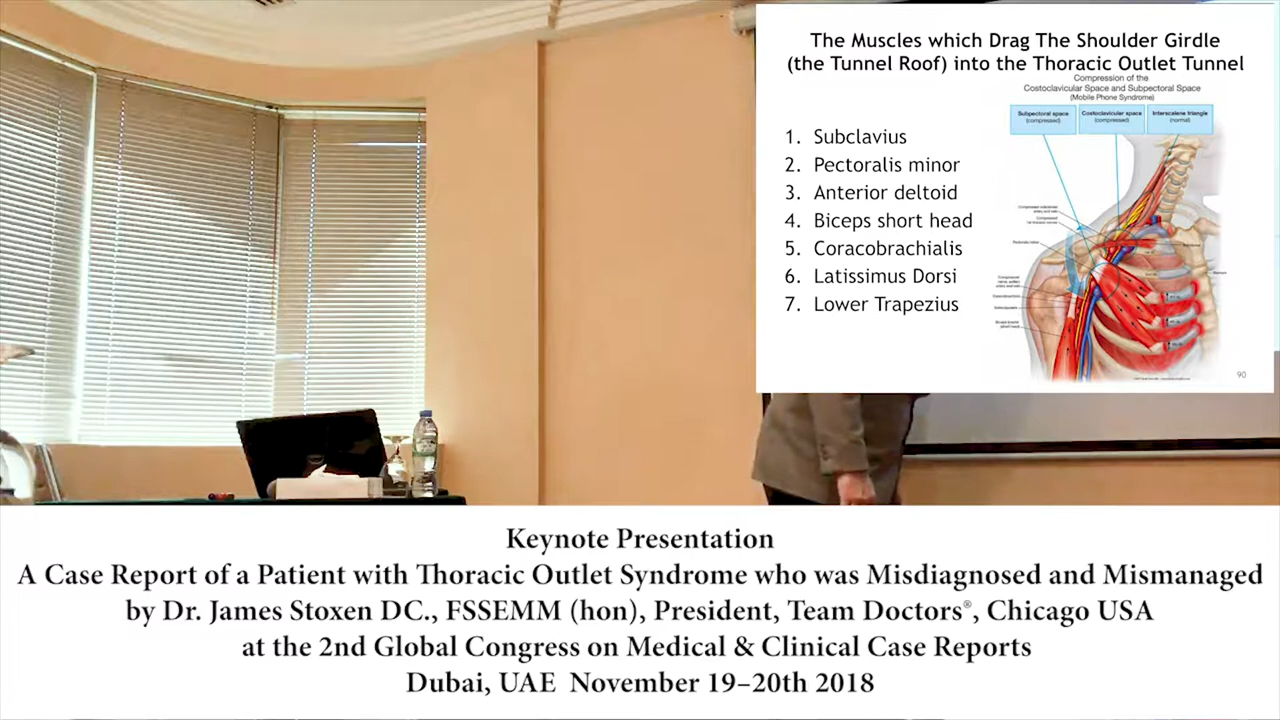 The Muscles which Drag The Shoulder Girdle
(the Tunnel Roof) into the Thoracic Outlet Tunnel
Compression of the
Costoclavicular Space and Subpectoral Space
(Mobile Phone Syndrome)
Subpectoral space
(compressed)
Costoclavicular space
(compressed)
Interscalene triangle
(normal)
1. Subclavius
2. Pectoralis minor
3. Anterior deltoid
4. Biceps short head
5. Coracobrachialis
6. Latissimus Dorsi
7. Lower Trapezius
Pectoralis minor
90
Keynote Presentation
A Case Report of a Patient with Thoracic Outlet Syndrome who was Misdiagnosed and Mismanaged
by Dr. James Stoxen DC., FSSEMM (hon), President, Team Doctors®, Chicago USA
at the 2nd Global Congress on Medical & Clinical Case Reports
Dubai, UAE November 19–20th 2018